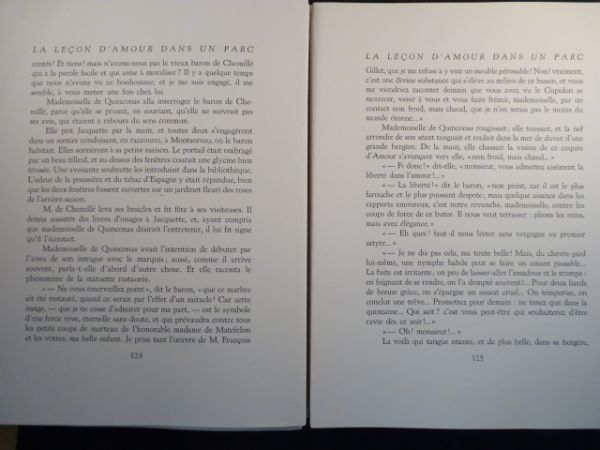 LA LEÇON D'AMOUR DANS UN PARC
rentés! Et tiens! mais n'avons-nous pas le vieux baron de Chemillé
qui a la parole facile et qui aime à moraliser? Il y a quelque temps
que nous n'avons vu ce bonhomme, et je me suis engagé, il me
semble, à vous mener une fois chez lui.
Mademoiselle de Quinconas alla interroger le baron de Che-
millé, parce qu'elle se promit, en souriant, qu'elle ne suivrait pas
ses avis, qui étaient à rebours du sens commun.
Elle prit Jacquette par la main, et toutes deux s'engagèrent
dans un sentier conduisant, en raccourci, à Montsoreau, où le baron
habitait. Elles sonnèrent à sa petite maison. Le portail était ombragé
par un beau tilleul, et au-dessus des fenêtres courait une glycine bien
tressée. Une avenante soubrette les introduisit dans la bibliothèque.
L'odeur de la poussière et du tabac d'Espagne y était répandue, bien
que les deux fenêtres fussent ouvertes sur un jardinet fleuri des roses
de l'arrière-saison.
M. de Chemillé leva ses besicles et fit fête à ses visiteuses. Il
donna aussitôt des livres d'images à Jacquette, et, ayant compris
que mademoiselle de Quinconas désirait l'entretenir, il lui fit signe
qu'il l'écoutait.
Mademoiselle de Quinconas avait l'intention de débuter par
l'aveu de son intrigue avec le marquis; aussi, comme il arrive
souvent, parla-t-elle d'abord d'autre chose. Et elle raconta le
phénomène de la statuette restaurée.
« — Ne vous émerveillez point », dit le baron, « que ce marbre
ait été restauré, quand ce serait par l'effet d'un miracle! Car cette
image, — que je ne cesse d'admirer pour ma part, — est le symbole
d'une force vive, éternelle sans doute, et qui prévaudra contre tous
les petits coups de marteau de l'honorable madame de Matefelon
et les vôtres, ma belle enfant. Je prise tant l'œuvre de M. François
124
LA LEÇON D'AMOUR DANS UN PARC
Gillet, que je me refuse à y voir un meuble périssable! Non! vraiment,
c'est une divine substance qui s'élève au milieu de ce bassin, et vous
me viendriez raconter demain que vous avez vu le Cupidon se
mouvoir, venir à vous et vous faire frémir, mademoiselle, par un
contact non froid, mais chaud, que je n'en serais pas le moins du
monde étonné... »
Mademoiselle de Quinconas rougissait; elle toussait, et la nef
arrondie de son séant tanguait et roulait dans la mer de duvet d'une
grande bergère. De la main, elle chassait la vision de ce coquin
d'Amour s'avançant vers elle, « non froid, mais chaud... »
« — Fi donc! » dit-elle, « monsieur, vous admettez aisément la
liberté dans l'amour! »
« — La liberté! » dit le baron, « non point, car il est le plus
farouche et le plus puissant despote; mais quelque aisance dans les
rapports amoureux, c'est notre revanche, mademoiselle, contre les
coups de force de ce butor. Il nous veut terrasser: plions les reins,
mais avec élégance. »
« — Eh quoi! faut-il nous livrer sans vergogne au premier
satyre... »
« — Je ne dis pas cela, ma toute belle! Mais, du chèvre-pied
lui-même, une nymphe habile peut se faire un amant passable...
La fuite est irritante; un peu de laisser-aller l'amadoue et le trompe:
en feignant de se rendre, on l'a dompté souvent!... Pour deux liards
de bonne grâce, on s'épargne un assaut cruel... On temporise, on
conclut une trêve... Promettez pour demain: ne tenez que dans la
quinzaine... Qui sait? c'est vous peut-être qui souhaiterez d'être
ravie dès ce soir!... »
« — Oh! monsieur!... »
La voilà qui tangue encore, et de plus belle, dans sa bergère,
125